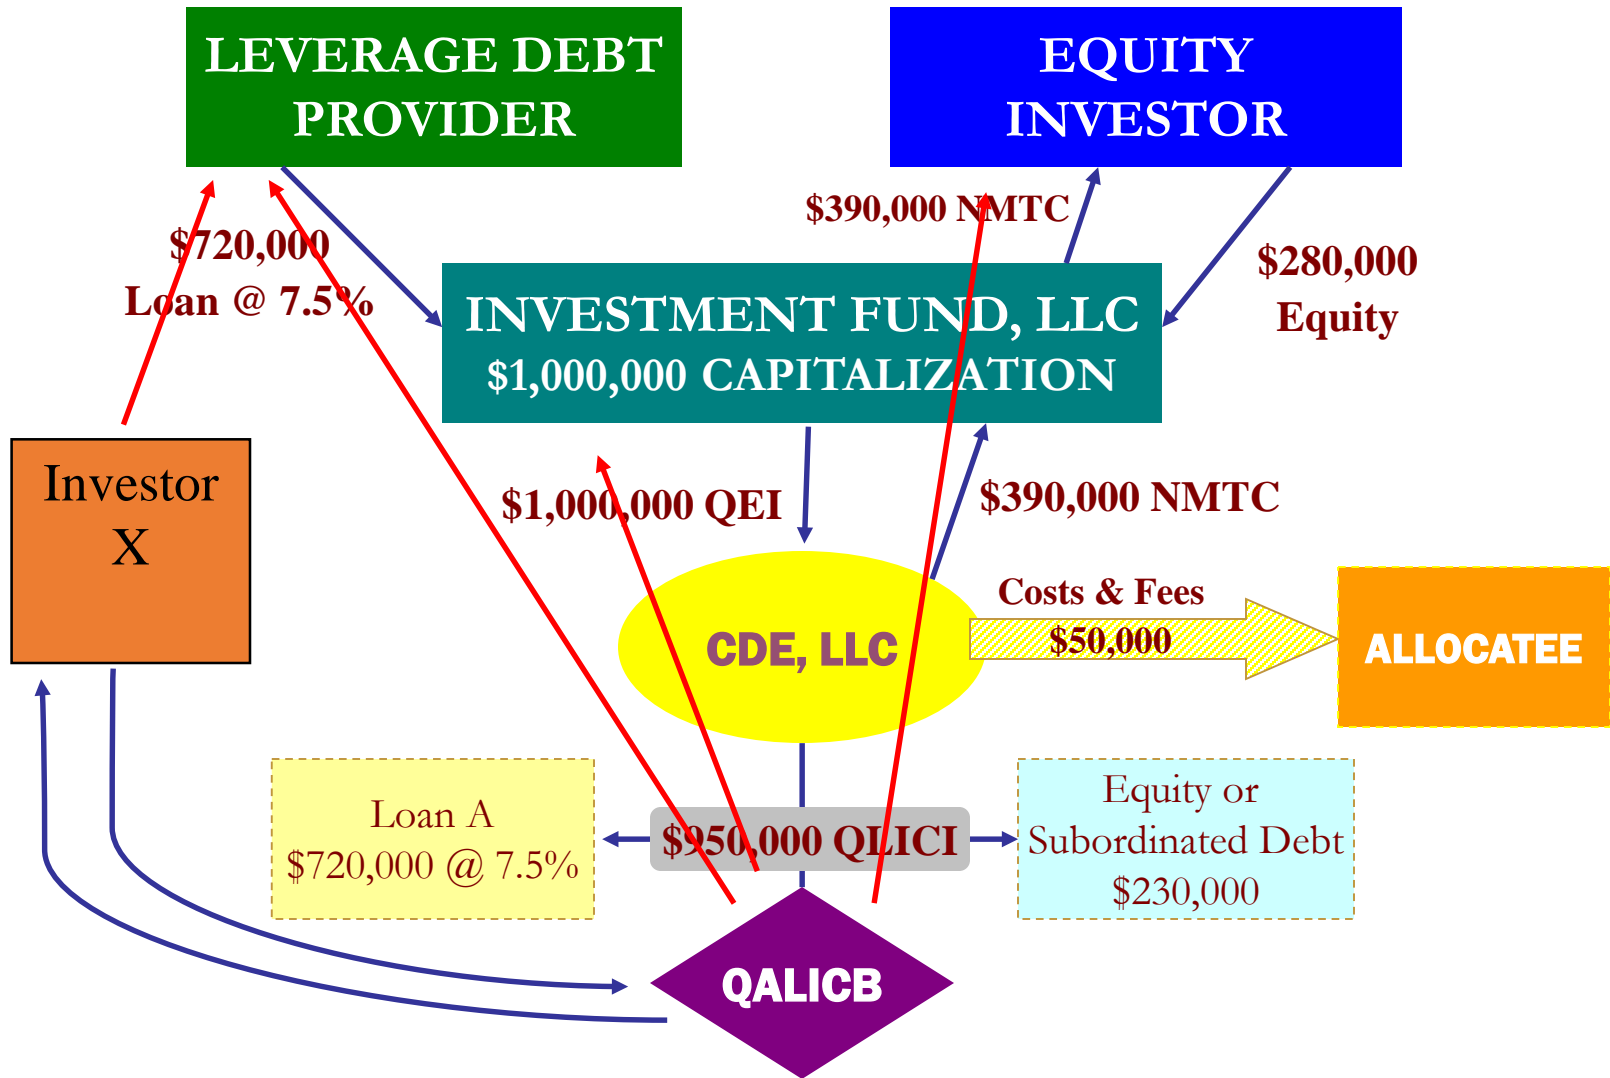 LEVERAGE DEBT
PROVIDER
EQUITY
INVESTOR
$390,000 NMTC
$720,000
Loan @ 7.5%
$280,000
Equity
INVESTMENT FUND, LLC
$1,000,000 CAPITALIZATION
Investor
X
$1,000,000 QEI
$390,000 NMTC
Costs & Fees
$50,000
CDE, LLC
ALLOCATEE
Loan A
$720,000 @ 7.5%
$950,000 QLICI
Equity or
Subordinated Debt
$230,000
QALICB